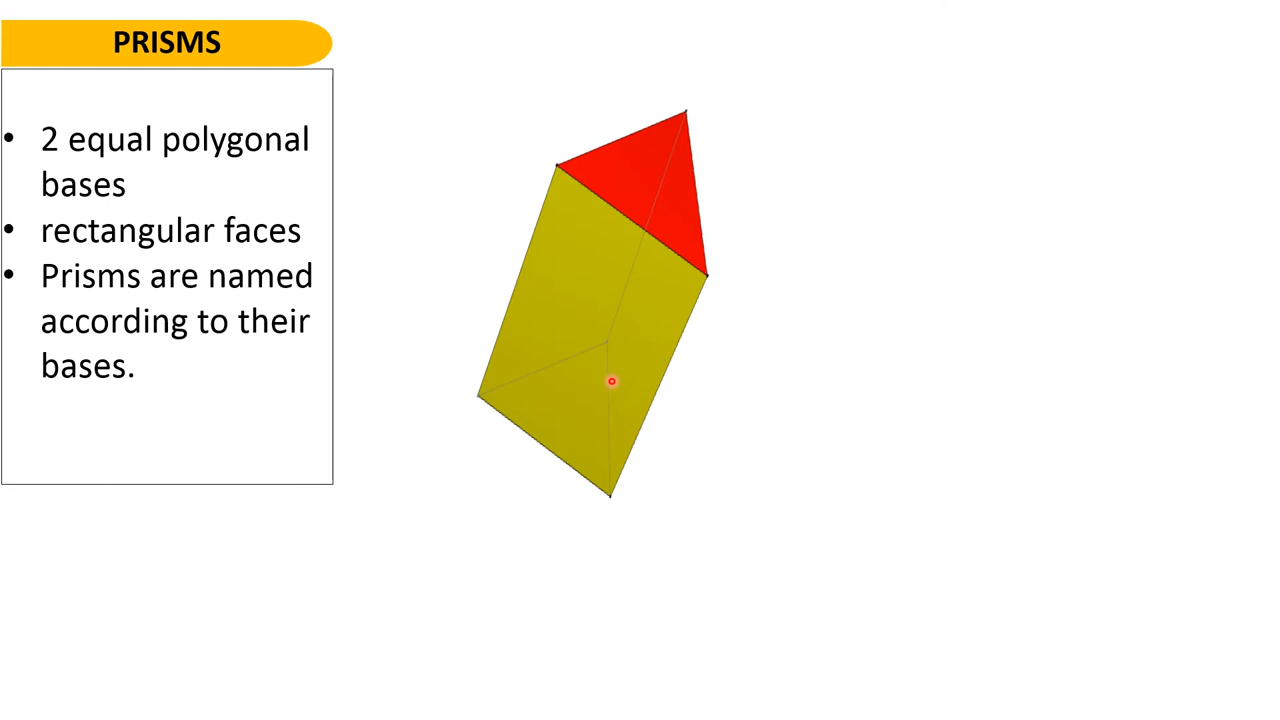 PRISMS
• 2 equal polygonal
bases
• rectangular faces
• Prisms are named
according to their
bases.